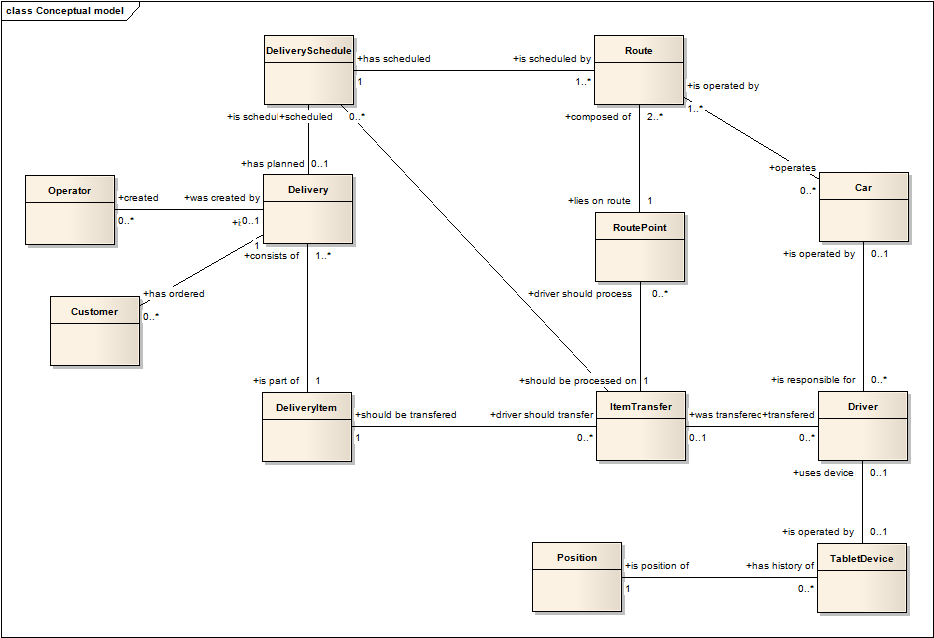 class Conceptual model
DeliverySchedule
Route
+has scheduled
+is scheduled by
1
1..*
+is operated by
1..*
+is schedul
+scheduled
0..*
+composed of
2..*
+has planned
0..1
+operates
0..*
Operator
Delivery
Car
+created
+was created by
0..*
0..1
+lies on route
1
RoutePoint
1
+consists of
1..*
+is operated by
0..1
+has ordered
0..*
+driver should process
0..*
Customer
+is part of
1
+should be processed on
1
+is responsible for
0..*
DeliveryItem
ItemTransfer
Driver
+should be transfered
+driver should transfer
+was transferec
+transfered
1
0..*
0..1
0..*
+uses device
0..1
+is operated by
0..1
Position
TabletDevice
+is position of
+has history of
1
0..*